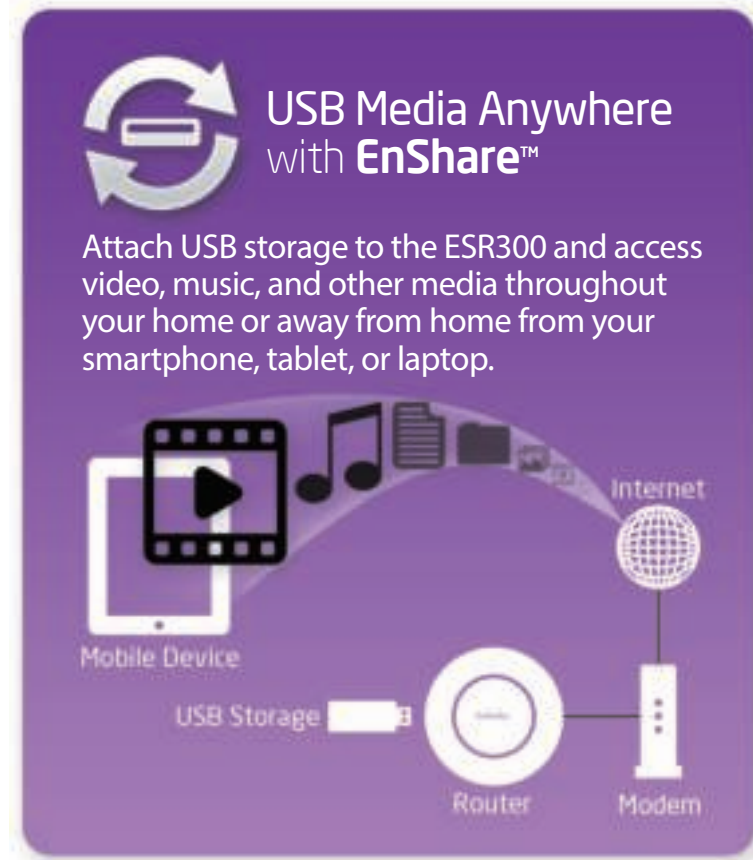 USB Media Anywhere
with EnShare™
Attach USB storage to the ESR300 and access
video, music, and other media throughout
your home or away from home from your
smartphone, tablet, or laptop.
Internet
Mobile Device
USB Storage
Router
Modem